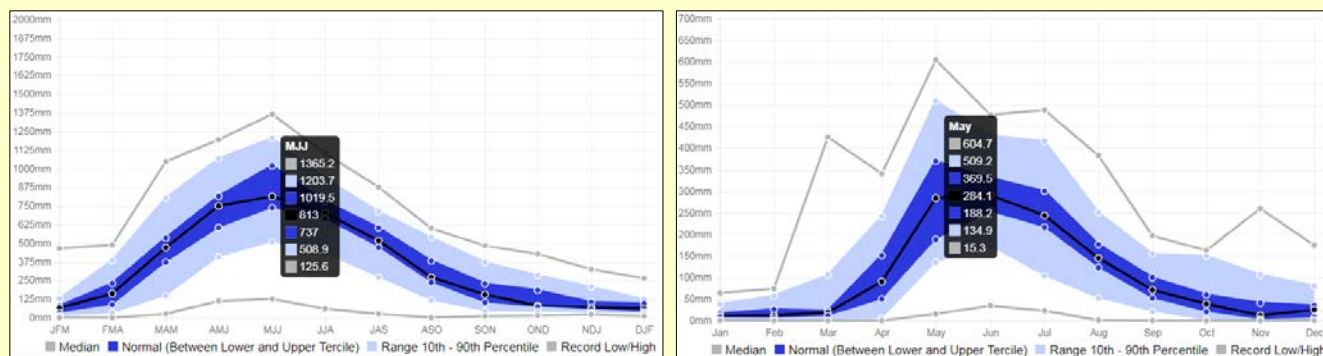 2000mm
1875mm
1750mm
1625mm
1500mm
1375mm
1250mm
1125mm
1000mm
875mm
750mm
625mm
500mm
375mm
250mm
125mm
0mm
MJJ
1365.2
1203.7
1019.5
813
737
508.9
125.6
JFM FMA MAM AMJ MJJ JJA JAS ASO SON OND NDJ DJF
Median Normal (Between Lower and Upper Tercile) Range 10th - 90th Percentile Record Low/High
700mm
650mm
600mm
550mm
500mm
450mm
400mm
350mm
300mm
250mm
200mm
150mm
100mm
50mm
0mm
May
604.7
509.2
369.5
284.1
188.2
134.9
15.3
Jan Feb Mar Apr May Jun Jul Aug Sep Oct Nov Dec
Median Normal (Between Lower and Upper Tercile) Range 10th - 90th Percentile Record Low/High